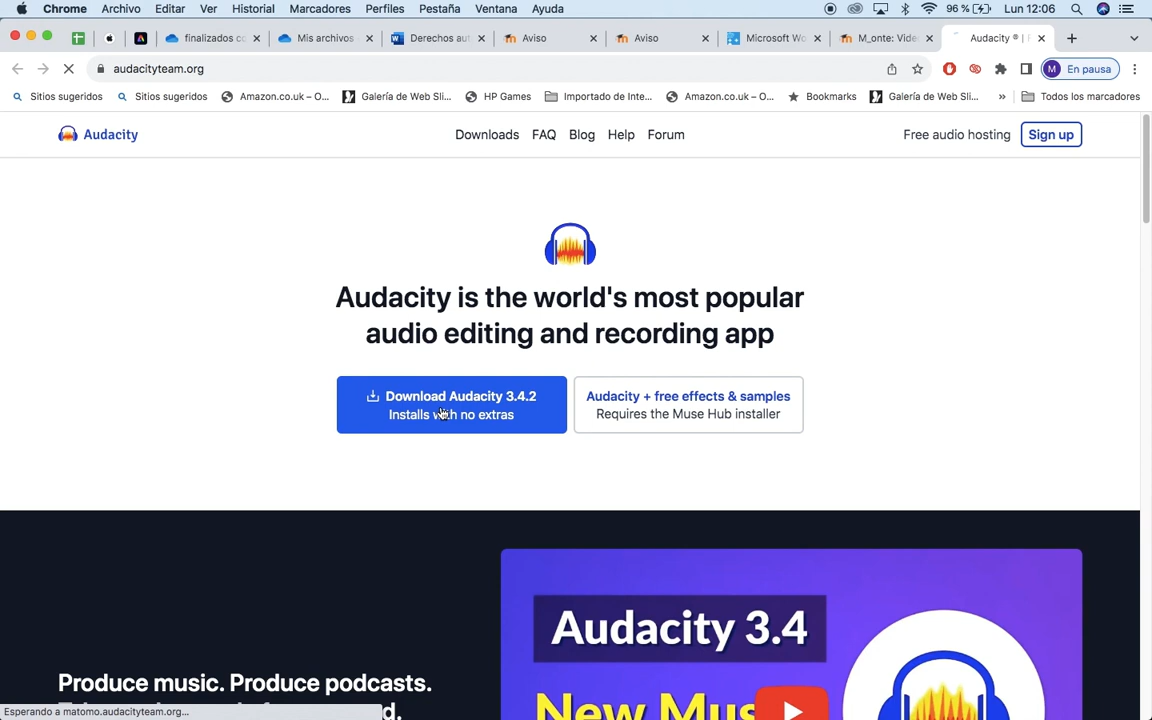 Chrome Archivo Editar Ver Historial Marcadores Perfiles Pestaña Ventana Ayuda 96 % Lun 12:06
finalizados co Mis archivos Derechos aut Aviso Aviso Microsoft Wo M_onte: Vide Audacity ® |
audacityteam.org M En pausa
Sitios sugeridos Sitios sugeridos Amazon.co.uk – O... Galería de Web Sli... HP Games Importado de Inte... Amazon.co.uk – O... Bookmarks Galería de Web Sli... » Todos los marcadores
Audacity Downloads FAQ Blog Help Forum Free audio hosting Sign up
Audacity is the world's most popular
audio editing and recording app
Download Audacity 3.4.2 Audacity + free effects & samples
Installs with no extras Requires the Muse Hub installer
Audacity 3.4
Produce music. Produce podcasts.
Esperando a matomo.audacityteam.org...